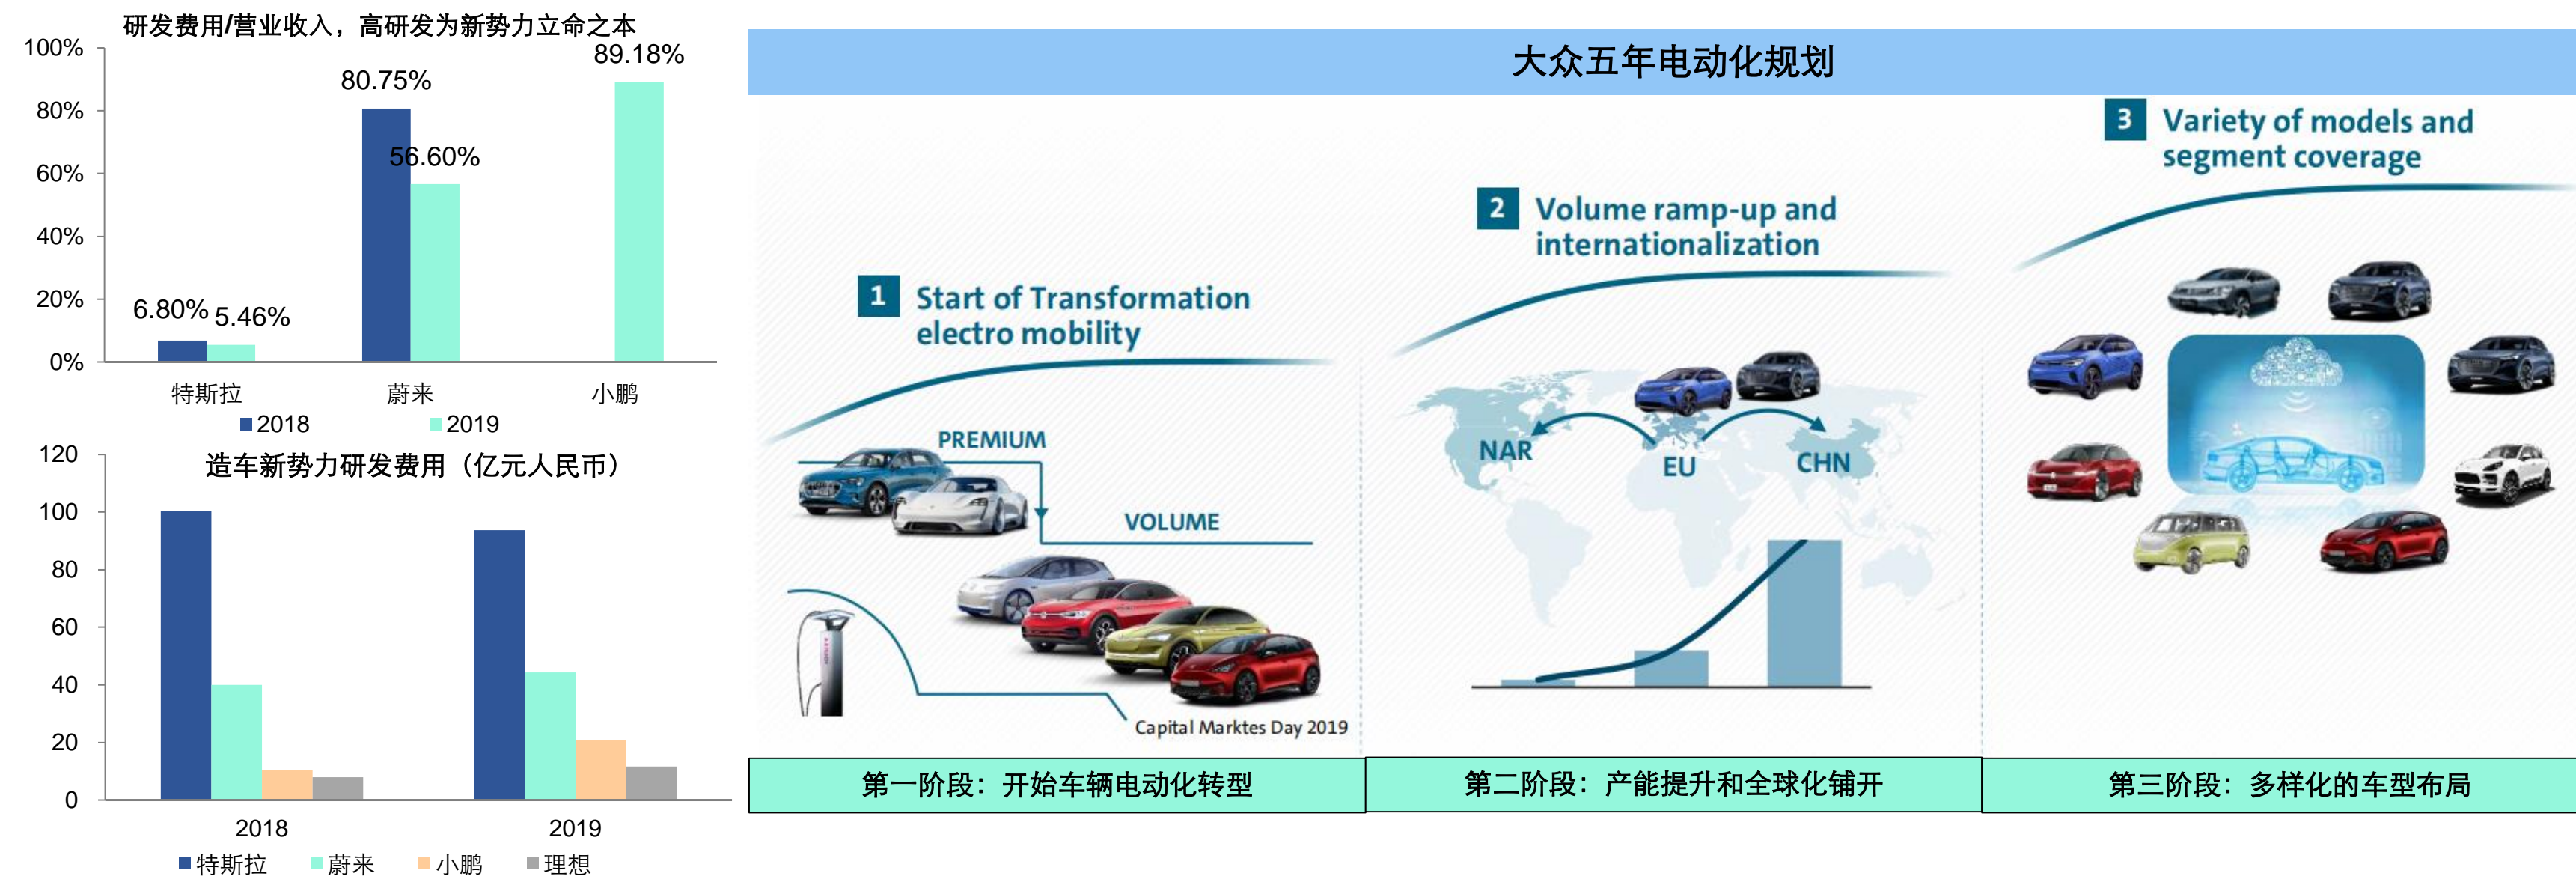 研发费用/营业收入，高研发为新势力立命之本
100%
80%
60%
40%
20%
0%
6.80%
5.46%
80.75%
56.60%
89.18%
特斯拉
蔚来
小鹏
2018
2019
造车新势力研发费用（亿元人民币）
120
100
80
60
40
20
0
2018
2019
特斯拉
蔚来
小鹏
理想
大众五年电动化规划
1
Start of Transformation
electro mobility
PREMIUM
VOLUME
Capital Marktes Day 2019
2
Volume ramp-up and
internationalization
NAR
EU
CHN
3
Variety of models and
segment coverage
第一阶段：开始车辆电动化转型
第二阶段：产能提升和全球化铺开
第三阶段：多样化的车型布局